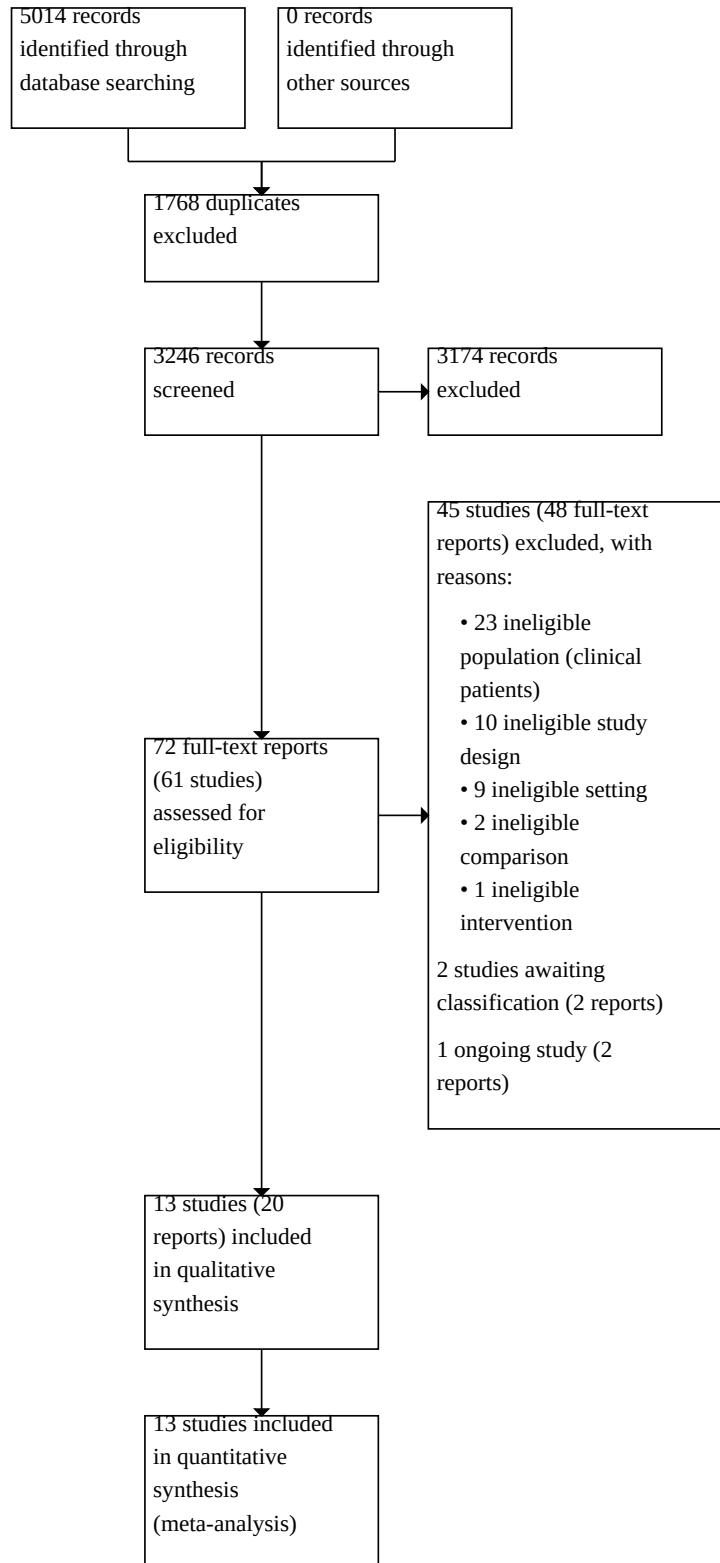 5014 records
identified through
database searching
0 records
identified through
other sources
1768 duplicates
excluded
3246 records
screened
3174 records
excluded
45 studies (48 full-text
reports) excluded, with
reasons:
• 23 ineligible
population (clinical
patients)
• 10 ineligible study
design
• 9 ineligible setting
• 2 ineligible
comparison
• 1 ineligible
intervention
2 studies awaiting
classification (2 reports)
1 ongoing study (2
reports)
72 full-text reports
(61 studies)
assessed for
eligibility
13 studies (20
reports) included
in qualitative
synthesis
13 studies included
in quantitative
synthesis
(meta-analysis)